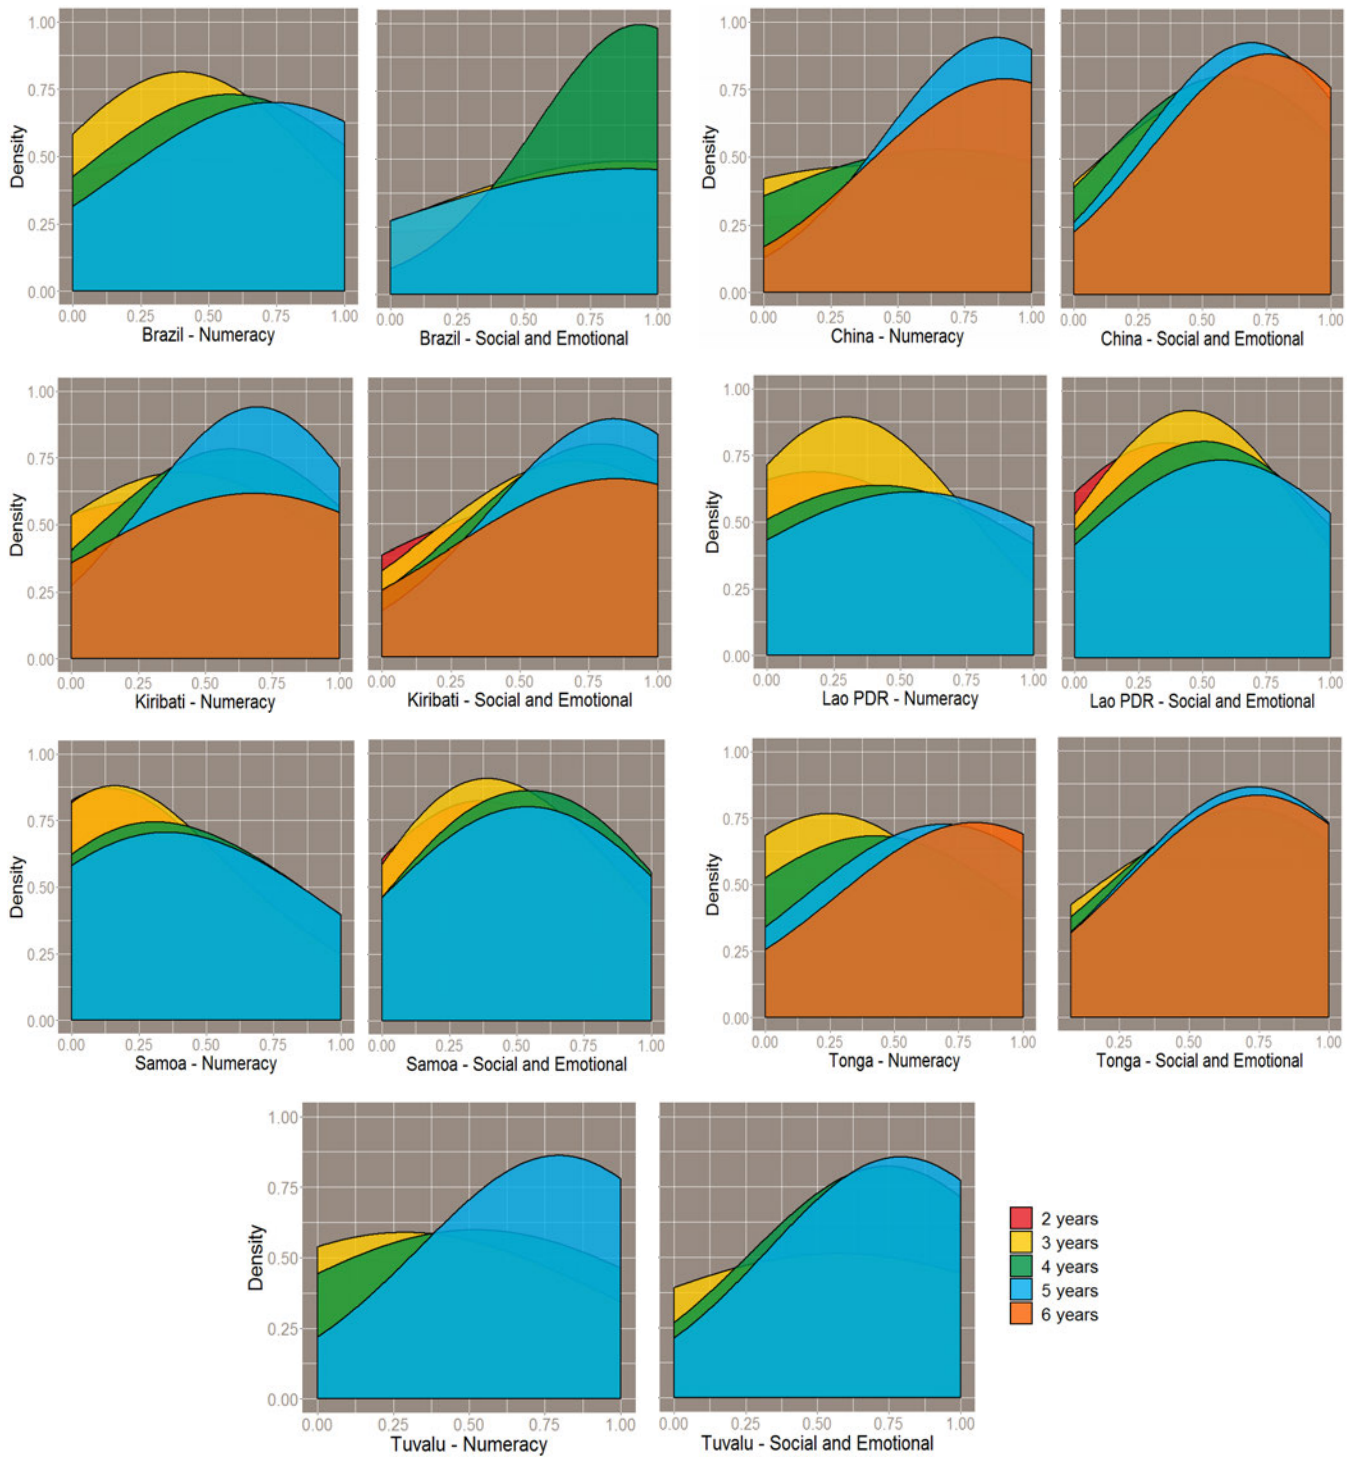 1.00
0.75
0.50
0.25
0.00
Density
0.00 0.25 0.50 0.75 1.00
Brazil - Numeracy
0.00 0.25 0.50 0.75 1.00
Brazil - Social and Emotional
1.00
0.75
0.50
0.25
0.00
Density
0.00 0.25 0.50 0.75 1.00
China - Numeracy
0.00 0.25 0.50 0.75 1.00
China - Social and Emotional
1.00
0.75
0.50
0.25
0.00
Density
0.00 0.25 0.50 0.75 1.00
Kiribati - Numeracy
0.00 0.25 0.50 0.75 1.00
Kiribati - Social and Emotional
1.00
0.75
0.50
0.25
0.00
Density
0.00 0.25 0.50 0.75 1.00
Lao PDR - Numeracy
0.00 0.25 0.50 0.75 1.00
Lao PDR - Social and Emotional
1.00
0.75
0.50
0.25
0.00
Density
0.00 0.25 0.50 0.75 1.00
Samoa - Numeracy
0.00 0.25 0.50 0.75 1.00
Samoa - Social and Emotional
1.00
0.75
0.50
0.25
0.00
Density
0.00 0.25 0.50 0.75 1.00
Tonga - Numeracy
0.25 0.50 0.75 1.00
Tonga - Social and Emotional
1.00
0.75
0.50
0.25
0.00
Density
0.00 0.25 0.50 0.75 1.00
Tuvalu - Numeracy
0.00 0.25 0.50 0.75 1.00
Tuvalu - Social and Emotional
2 years
3 years
4 years
5 years
6 years